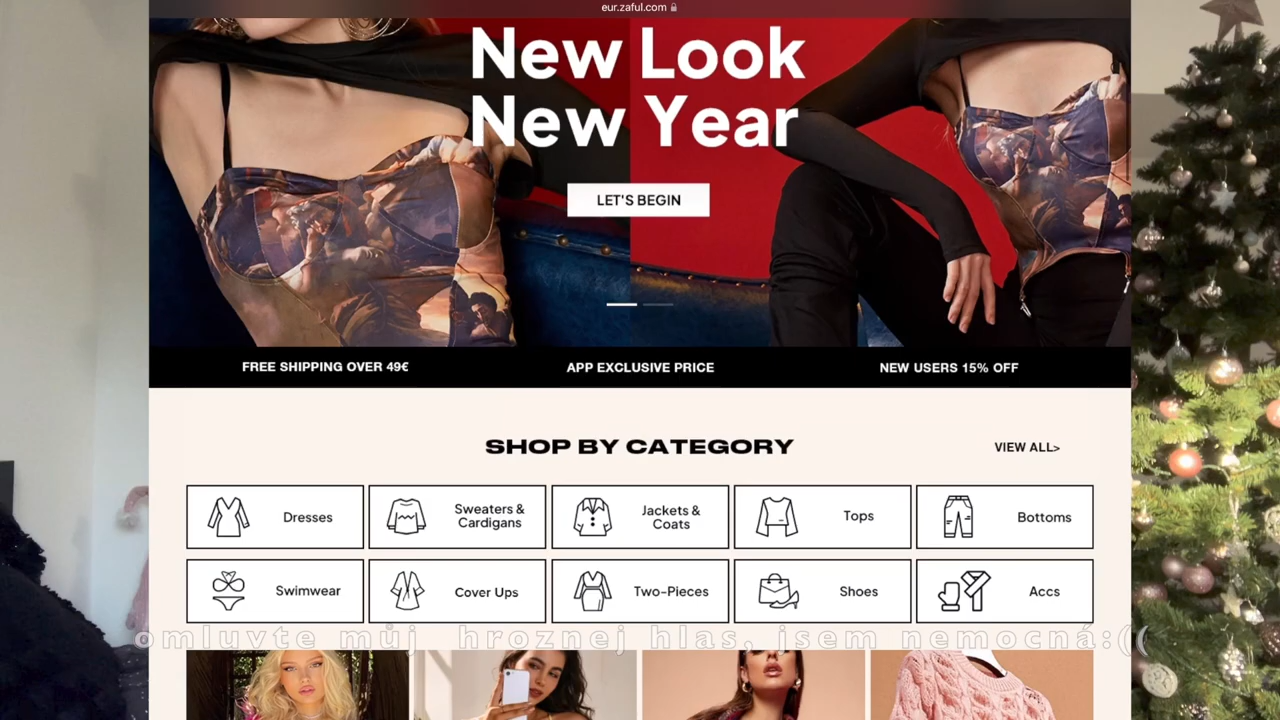 eur.zaful.com
New Look
New Year
LET'S BEGIN
FREE SHIPPING OVER 49€
APP EXCLUSIVE PRICE
NEW USERS 15% OFF
SHOP BY CATEGORY
VIEW ALL>
Dresses
Sweaters &
Cardigans
Jackets &
Coats
Tops
Bottoms
Swimwear
Cover Ups
Two-Pieces
Shoes
Accs
omluvte můj hroznej hlas, jsem nemocná:((